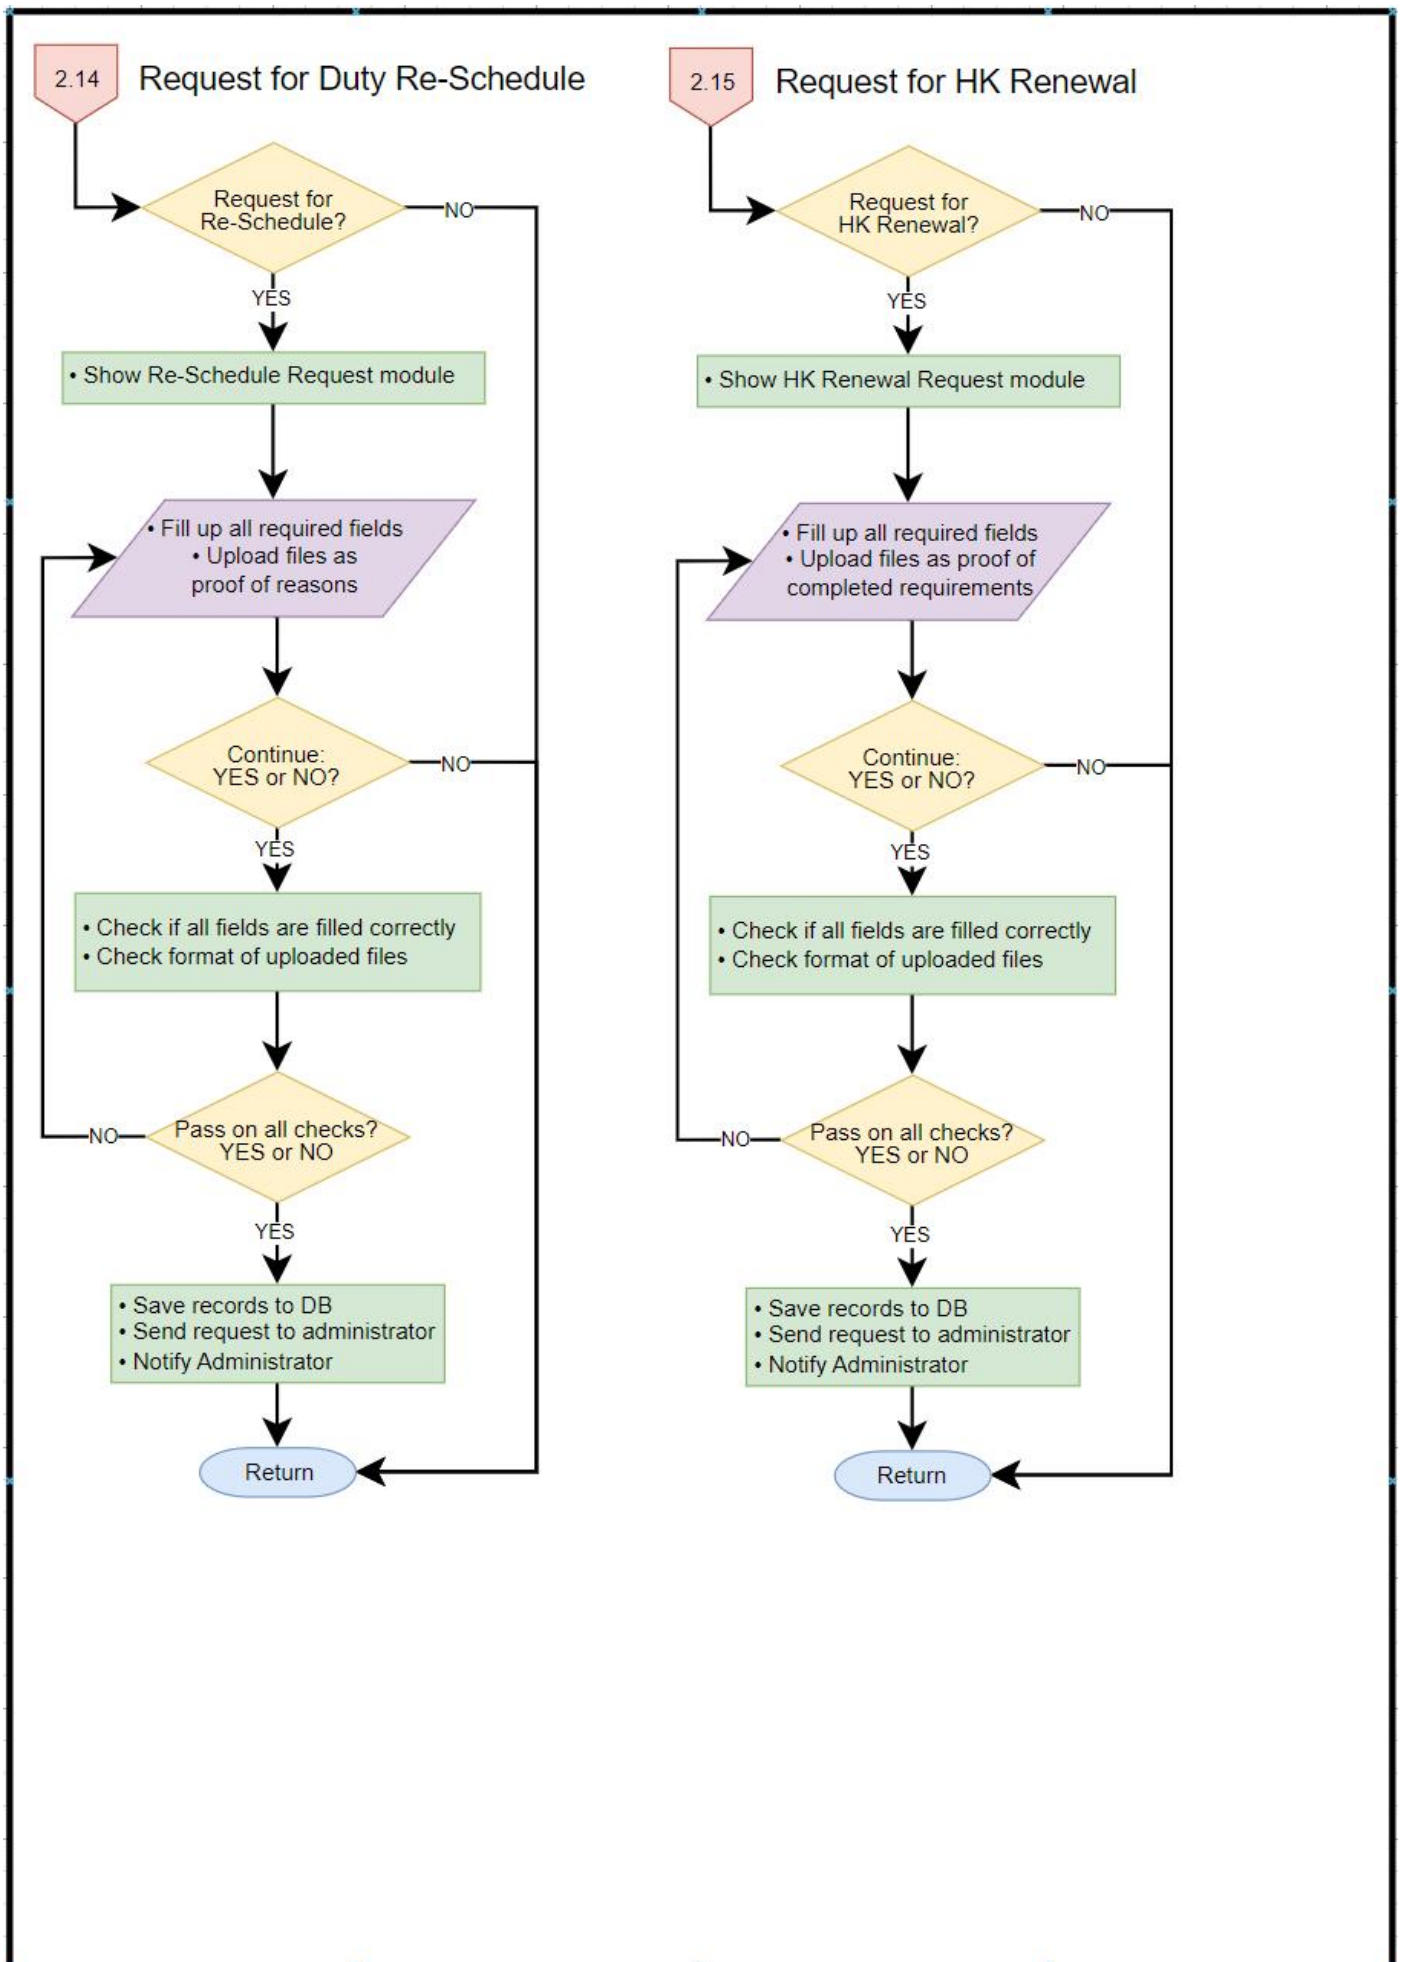 2.14
Request for Duty Re-Schedule
Request for
Re-Schedule?
NO
YES
• Show Re-Schedule Request module
• Fill up all required fields
• Upload files as
proof of reasons
Continue:
YES or NO?
NO
YES
• Check if all fields are filled correctly
• Check format of uploaded files
Pass on all checks?
YES or NO
NO
YES
• Save records to DB
• Send request to administrator
• Notify Administrator
Return
2.15
Request for HK Renewal
Request for
HK Renewal?
NO
YES
• Show HK Renewal Request module
• Fill up all required fields
• Upload files as proof of
completed requirements
Continue:
YES or NO?
NO
YES
• Check if all fields are filled correctly
• Check format of uploaded files
Pass on all checks?
YES or NO
NO
YES
• Save records to DB
• Send request to administrator
• Notify Administrator
Return